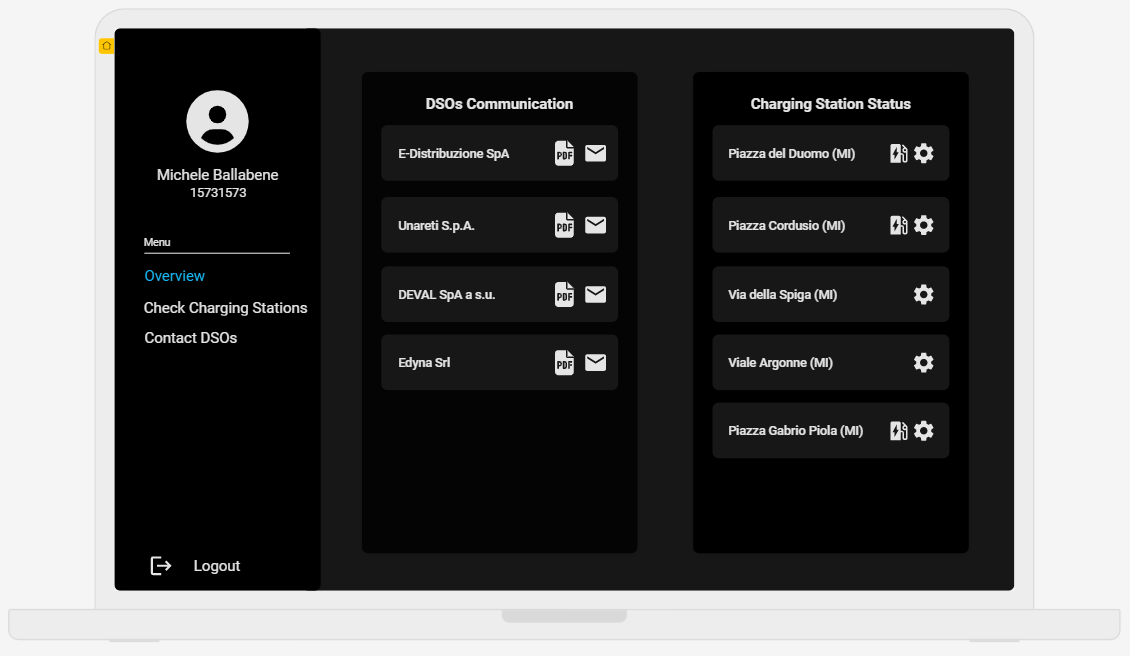 Michele Ballabene
15731573
Menu
Overview
Check Charging Stations
Contact DSOs
Logout
DSOs Communication
E-Distribuzione SpA
PDF
Unareti S.p.A.
PDF
DEVAL SpA a s.u.
PDF
Edyna Srl
PDF
Charging Station Status
Piazza del Duomo (MI)
Piazza Cordusio (MI)
Via della Spiga (MI)
Viale Argonne (MI)
Piazza Gabrio Piola (MI)